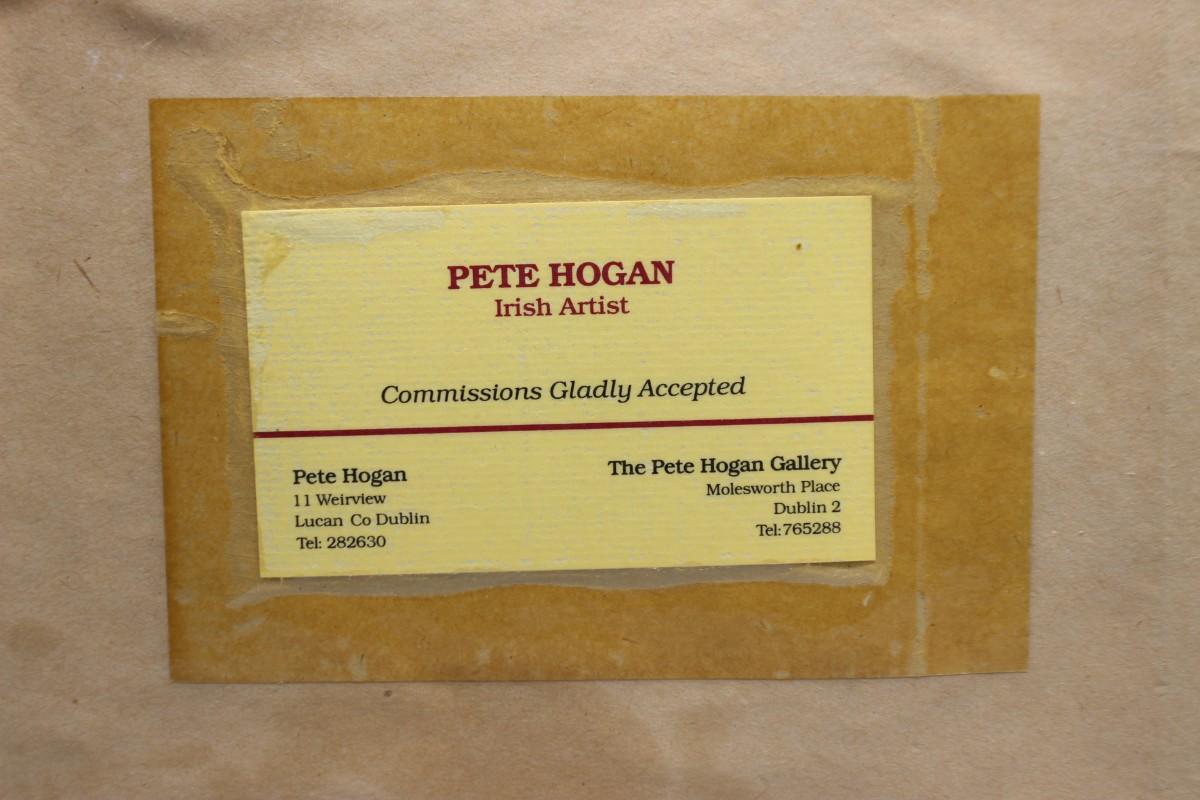 PETE HOGAN
Irish Artist
Commissions Gladly Accepted
Pete Hogan
11 Weirview
Lucan Co Dublin
Tel: 282630
The Pete Hogan Gallery
Molesworth Place
Dublin 2
Tel:765288